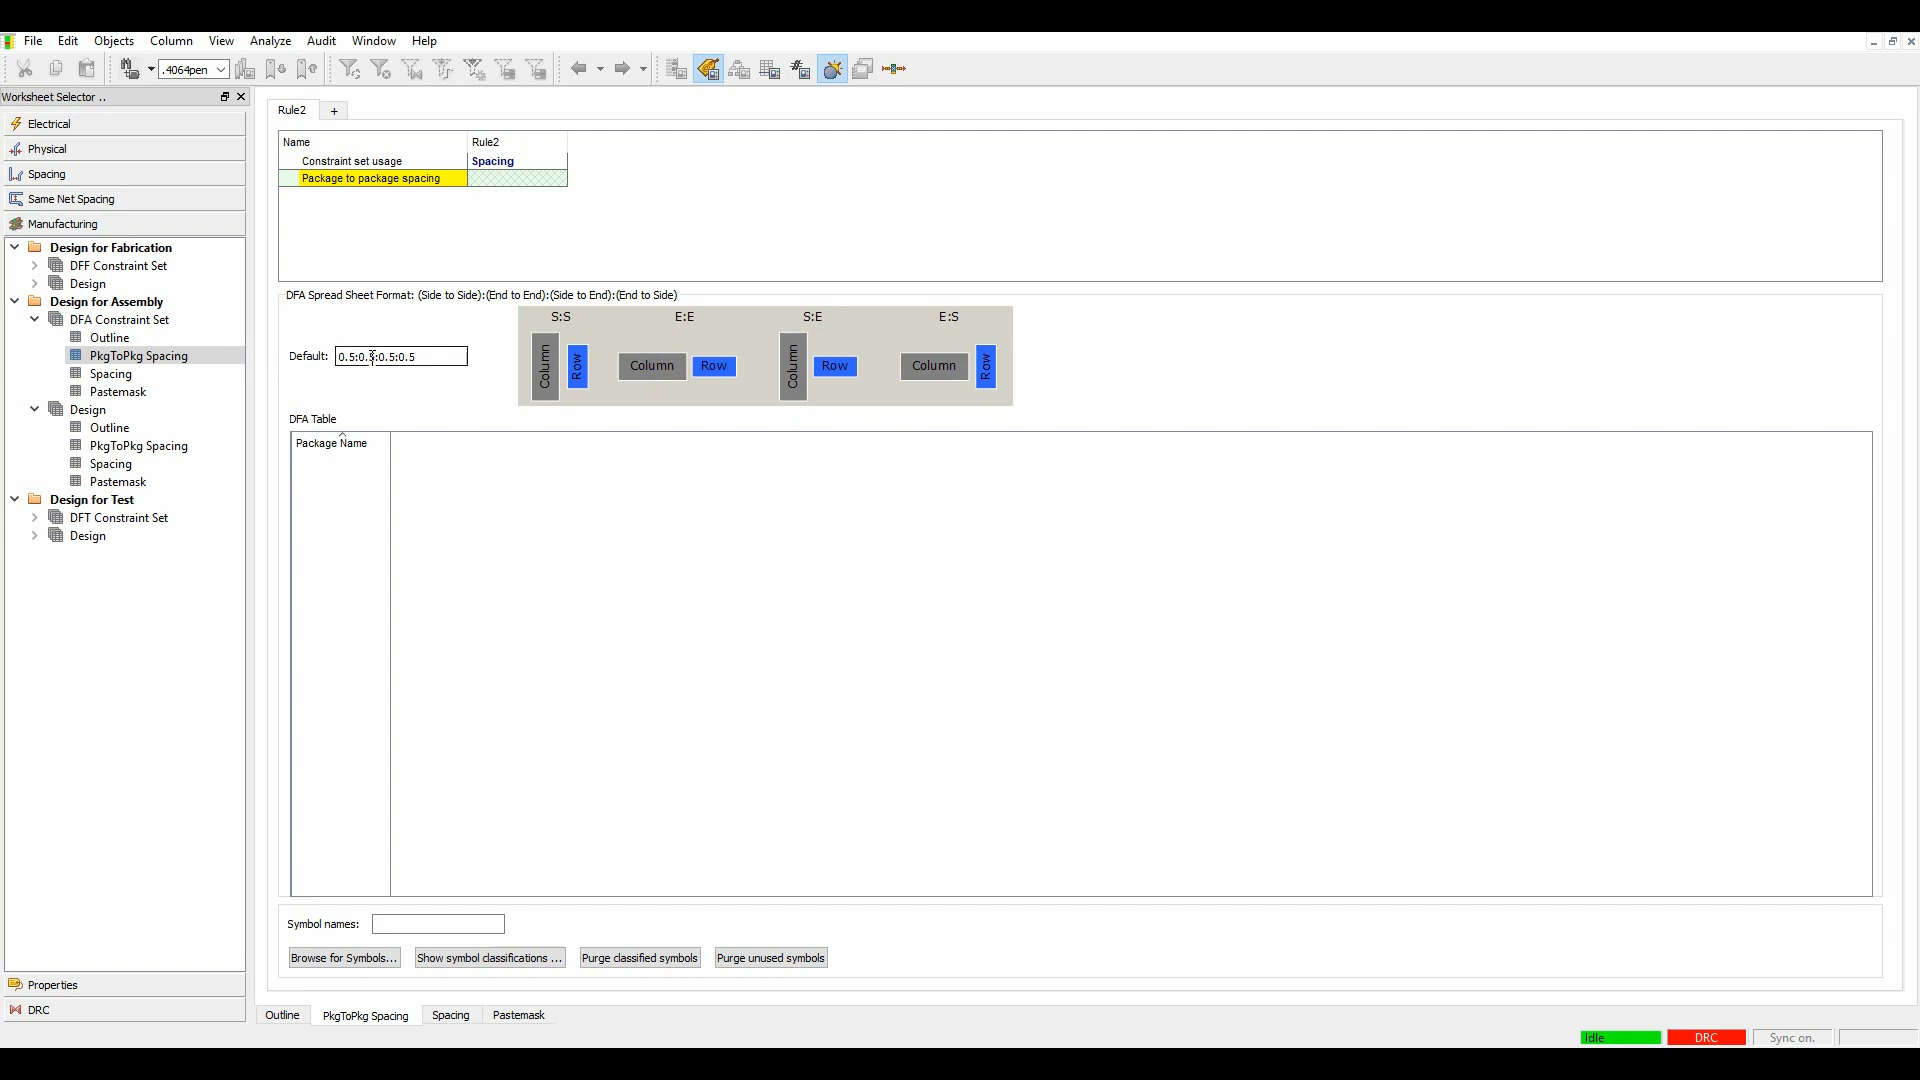 File Edit Objects Column View Analyze Audit Window Help
.4064pen
Worksheet Selector ..
Electrical
Physical
Spacing
Same Net Spacing
Manufacturing
Design for Fabrication
DFF Constraint Set
Design
Design for Assembly
DFA Constraint Set
Outline
PkgToPkg Spacing
Spacing
Pastemask
Design
Outline
PkgToPkg Spacing
Spacing
Pastemask
Design for Test
DFT Constraint Set
Design
Properties
DRC
Rule2 +
Name Rule2
Constraint set usage Spacing
Package to package spacing
DFA Spread Sheet Format: (Side to Side):(End to End):(Side to End):(End to Side)
S:S E:E S:E E:S
Default: 0.5:0.5:0.5:0.5
Column Row Column Row Column Row Column Row
DFA Table
Package Name
Symbol names:
Browse for Symbols... Show symbol classifications ... Purge classified symbols Purge unused symbols
Outline PkgToPkg Spacing Spacing Pastemask
Idle DRC Sync on.